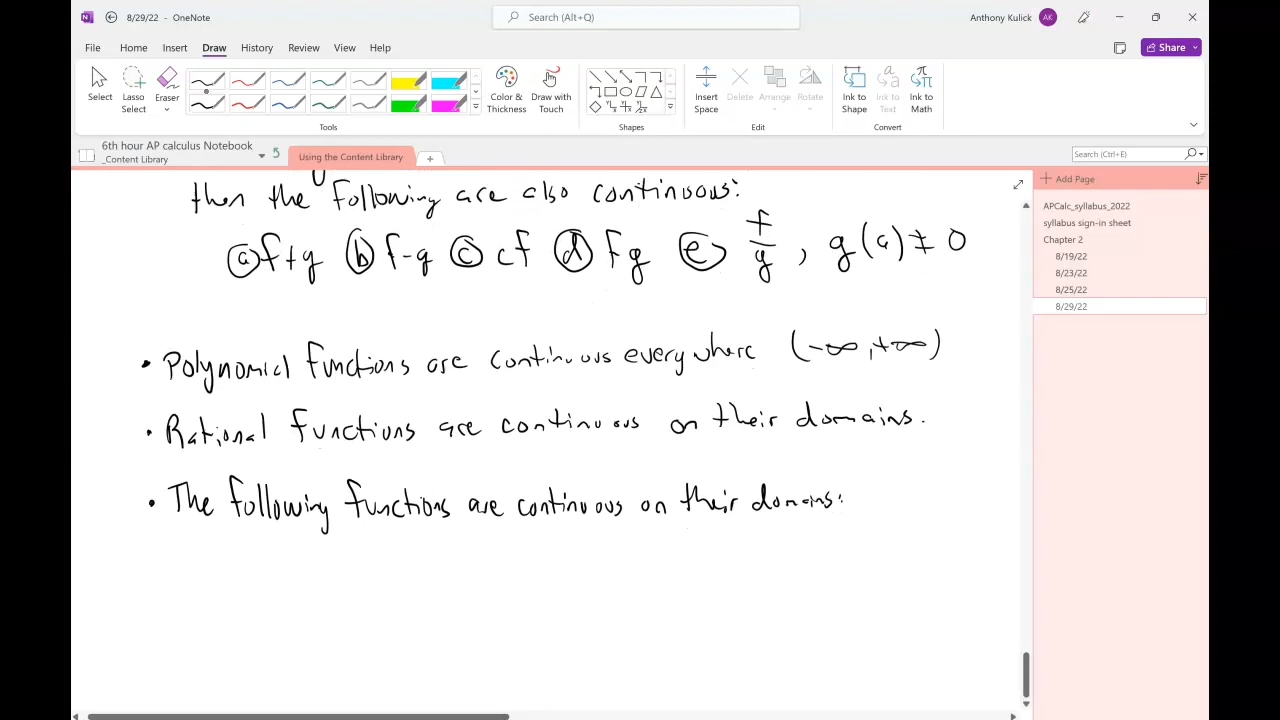 8/29/22 - OneNote
Search (Alt+Q)
Anthony Kulick
AK
File Home Insert Draw History Review View Help
Share
Select
Lasso Select
Eraser
Color & Thickness
Draw with Touch
Insert Space
Delete
Arrange
Rotate
Ink to Shape
Ink to Text
Ink to Math
Tools
Shapes
Edit
Convert
6th hour AP calculus Notebook
_Content Library
Using the Content Library
+
Search (Ctrl+E)
+ Add Page
APCalc_syllabus_2022
syllabus sign-in sheet
Chapter 2
8/19/22
8/23/22
8/25/22
8/29/22
then the following are also continuous:
(a) f+g (b) f-g (c) cf (d) fg (e) f/g, g(a) ≠ 0
• Polynomial functions are continuous everywhere (-∞, +∞)
• Rational functions are continuous on their domains.
• The following functions are continuous on their domains: